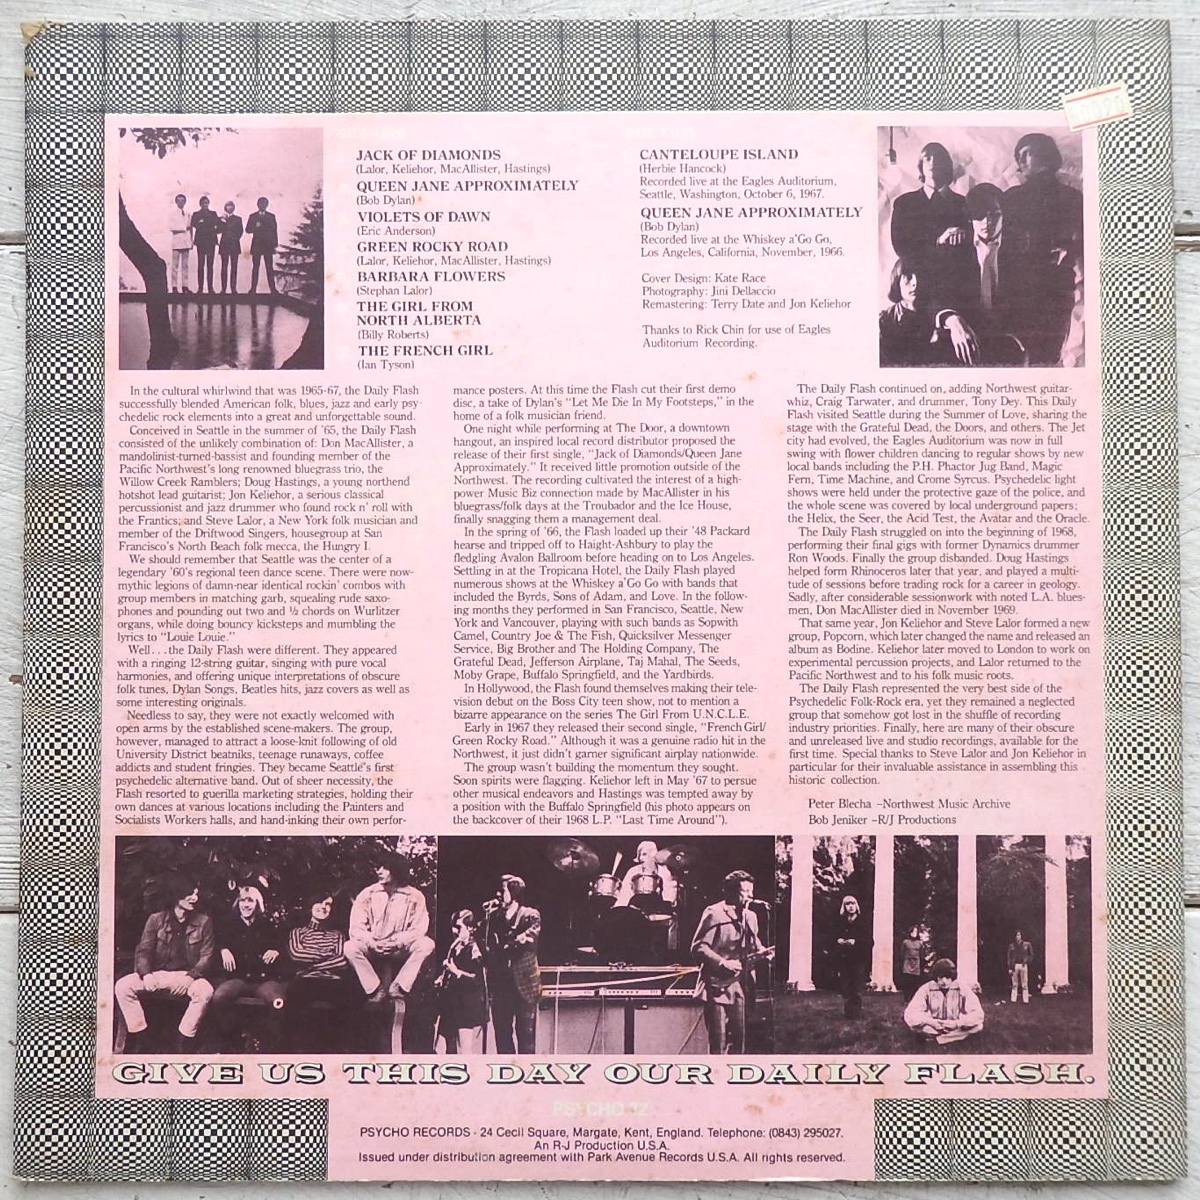 JACK OF DIAMONDS
(Lalor, Keliehor, MacAllister, Hastings)
QUEEN JANE APPROXIMATELY
(Bob Dylan)
VIOLETS OF DAWN
(Eric Anderson)
GREEN ROCKY ROAD
(Lalor, Keliehor, MacAllister, Hastings)
BARBARA FLOWERS
(Stephan Lalor)
THE GIRL FROM
NORTH ALBERTA
(Billy Roberts)
THE FRENCH GIRL
(Ian Tyson)
CANTELOUPE ISLAND
(Herbie Hancock)
Recorded live at the Eagles Auditorium,
Seattle, Washington, October 6, 1967.
QUEEN JANE APPROXIMATELY
(Bob Dylan)
Recorded live at the Whiskey a'Go Go,
Los Angeles, California, November, 1966.
Cover Design: Kate Race
Photography: Jini Dellaccio
Remastering: Terry Date and Jon Keliehor
Thanks to Rick Chin for use of Eagles
Auditorium Recording.
In the cultural whirlwind that was 1965-67, the Daily Flash
successfully blended American folk, blues, jazz and early psy-
chedelic rock elements into a great and unforgettable sound.
Conceived in Seattle in the summer of '65, the Daily Flash
consisted of the unlikely combination of: Don MacAllister, a
mandolinist-turned-bassist and founding member of the
Pacific Northwest's long renowned bluegrass trio, the
Willow Creek Ramblers; Doug Hastings, a young northend
hotshot lead guitarist; Jon Keliehor, a serious classical
percussionist and jazz drummer who found rock n' roll with
the Frantics; and Steve Lalor, a New York folk musician and
member of the Driftwood Singers, housegroup at San
Francisco's North Beach folk mecca, the Hungry I.
We should remember that Seattle was the center of a
legendary '60's regional teen dance scene. There were now-
mythic legions of damn-near identical rockin' combos with
group members in matching garb, squealing rude saxo-
phones and pounding out two and ½ chords on Wurlitzer
organs, while doing bouncy kicksteps and mumbling the
lyrics to "Louie Louie."
Well...the Daily Flash were different. They appeared
with a ringing 12-string guitar, singing with pure vocal
harmonies, and offering unique interpretations of obscure
folk tunes, Dylan Songs, Beatles hits, jazz covers as well as
some interesting originals.
Needless to say, they were not exactly welcomed with
open arms by the established scene-makers. The group,
however, managed to attract a loose-knit following of old
University District beatniks, teenage runaways, coffee
addicts and student fringies. They became Seattle's first
psychedelic alternative band. Out of sheer necessity, the
Flash resorted to guerilla marketing strategies, holding their
own dances at various locations including the Painters and
Socialists Workers halls, and hand-inking their own perfor-
mance posters. At this time the Flash cut their first demo
disc, a take of Dylan's "Let Me Die In My Footsteps," in the
home of a folk musician friend.
One night while performing at The Door, a downtown
hangout, an inspired local record distributor proposed the
release of their first single, "Jack of Diamonds/Queen Jane
Approximately." It received little promotion outside of the
Northwest. The recording cultivated the interest of a high-
power Music Biz connection made by MacAllister in his
bluegrass/folk days at the Troubador and the Ice House,
finally snagging them a management deal.
In the spring of '66, the Flash loaded up their '48 Packard
hearse and tripped off to Haight-Ashbury to play the
fledgling Avalon Ballroom before heading on to Los Angeles.
Settling in at the Tropicana Hotel, the Daily Flash played
numerous shows at the Whiskey a'Go Go with bands that
included the Byrds, Sons of Adam, and Love. In the follow-
ing months they performed in San Francisco, Seattle, New
York and Vancouver, playing with such bands as Sopwith
Camel, Country Joe & The Fish, Quicksilver Messenger
Service, Big Brother and The Holding Company, The
Grateful Dead, Jefferson Airplane, Taj Mahal, The Seeds,
Moby Grape, Buffalo Springfield, and the Yardbirds.
In Hollywood, the Flash found themselves making their tele-
vision debut on the Boss City teen show, not to mention a
bizarre appearance on the series The Girl From U.N.C.L.E.
Early in 1967 they released their second single, "French Girl/
Green Rocky Road." Although it was a genuine radio hit in the
Northwest, it just didn't garner significant airplay nationwide.
The group wasn't building the momentum they sought.
Soon spirits were flagging. Keliehor left in May '67 to persue
other musical endeavors and Hastings was tempted away by
a position with the Buffalo Springfield (his photo appears on
the backcover of their 1968 L.P. "Last Time Around").
The Daily Flash continued on, adding Northwest guitar-
whiz, Craig Tarwater, and drummer, Tony Dey. This Daily
Flash visited Seattle during the Summer of Love, sharing the
stage with the Grateful Dead, the Doors, and others. The Jet
city had evolved, the Eagles Auditorium was now in full
swing with flower children dancing to regular shows by new
local bands including the P.H. Phactor Jug Band, Magic
Fern, Time Machine, and Crome Syrcus. Psychedelic light
shows were held under the protective gaze of the police, and
the whole scene was covered by local underground papers;
the Helix, the Seer, the Acid Test, the Avatar and the Oracle.
The Daily Flash struggled on into the beginning of 1968,
performing their final gigs with former Dynamics drummer
Ron Woods. Finally the group disbanded. Doug Hastings
helped form Rhinoceros later that year, and played a multi-
tude of sessions before trading rock for a career in geology.
Sadly, after considerable sessionwork with noted L.A. blues-
men, Don MacAllister died in November 1969.
That same year, Jon Keliehor and Steve Lalor formed a new
group, Popcorn, which later changed the name and released an
album as Bodine. Keliehor later moved to London to work on
experimental percussion projects, and Lalor returned to the
Pacific Northwest and to his folk music roots.
The Daily Flash represented the very best side of the
Psychedelic Folk-Rock era, yet they remained a neglected
group that somehow got lost in the shuffle of recording
industry priorities. Finally, here are many of their obscure
and unreleased live and studio recordings, available for the
first time. Special thanks to Steve Lalor and Jon Keliehor in
particular for their invaluable assistance in assembling this
historic collection.
Peter Blecha –Northwest Music Archive
Bob Jeniker –R/J Productions
GIVE US THIS DAY OUR DAILY FLASH.
PSYCHO 32
PSYCHO RECORDS - 24 Cecil Square, Margate, Kent, England. Telephone: (0843) 295027.
An R-J Production U.S.A.
Issued under distribution agreement with Park Avenue Records U.S.A. All rights reserved.